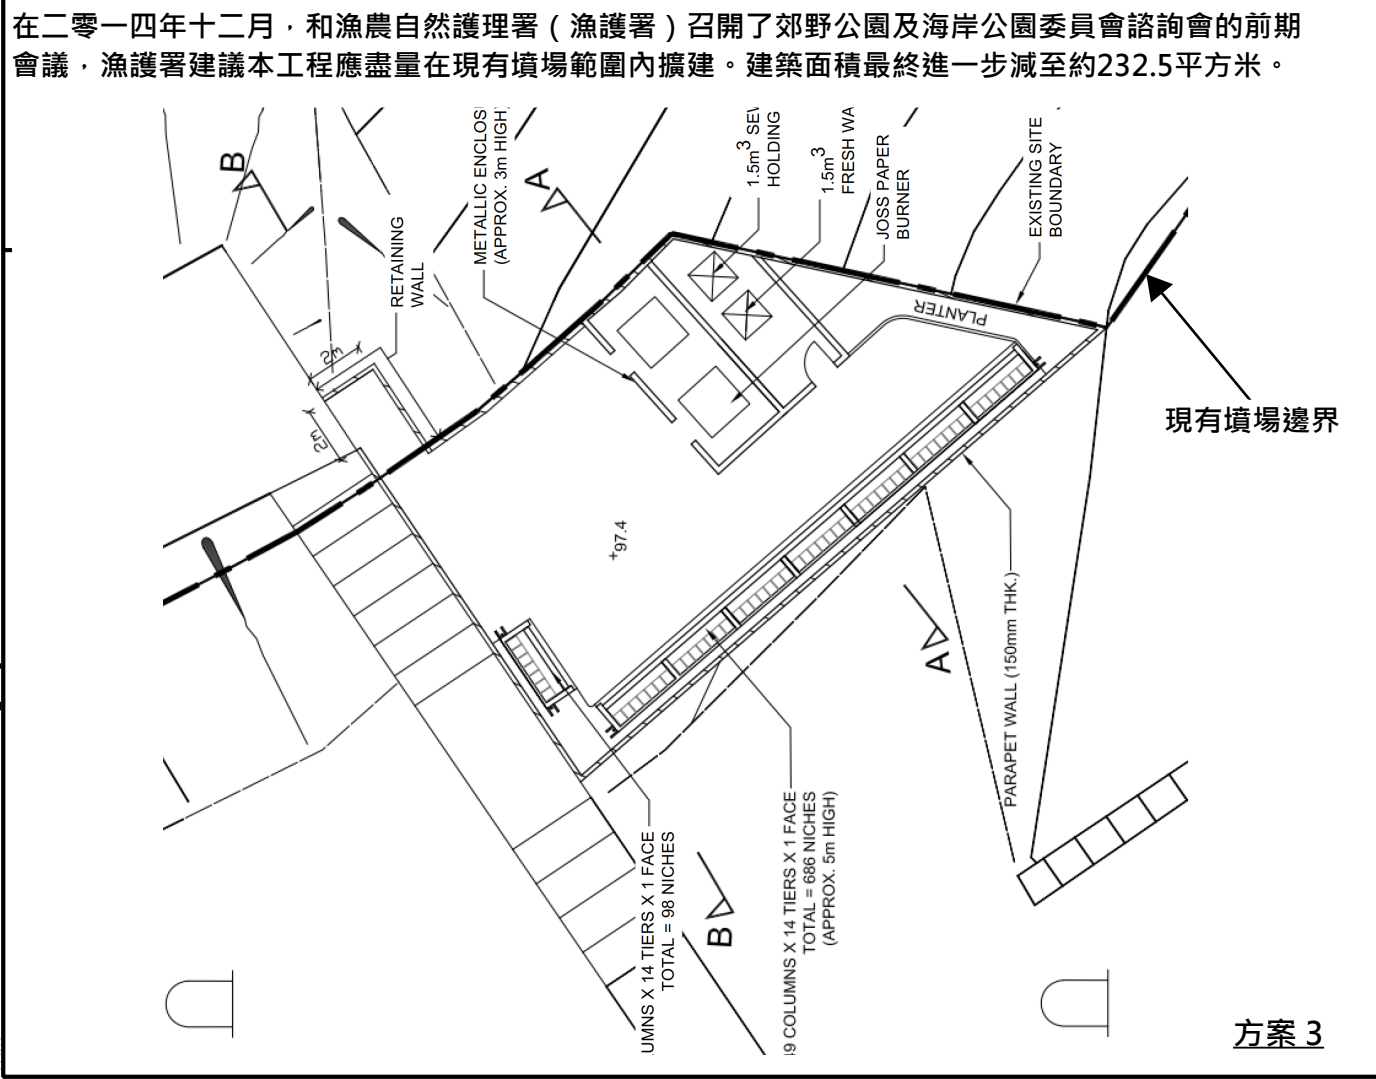 在二零一四年十二月，和漁農自然護理署（漁護署）召開了郊野公園及海岸公園委員會諮詢會的前期
會議，漁護署建議本工程應盡量在現有墳場範圍內擴建。建築面積最終進一步減至約232.5平方米。
B
RETAINING
WALL
METALLIC ENCLOS
(APPROX. 3m HIGH)
A
1.5m³ SEW
HOLDING
1.5m³
FRESH WA
JOSS PAPER
BURNER
EXISTING SITE
BOUNDARY
PLANTER
現有墳場邊界
2m
2m
+97.4
A
PARAPET WALL (150mm THK.)
UMNS X 14 TIERS X 1 FACE
TOTAL = 98 NICHES
B
49 COLUMNS X 14 TIERS X 1 FACE
TOTAL = 686 NICHES
(APPROX. 5m HIGH)
方案 3